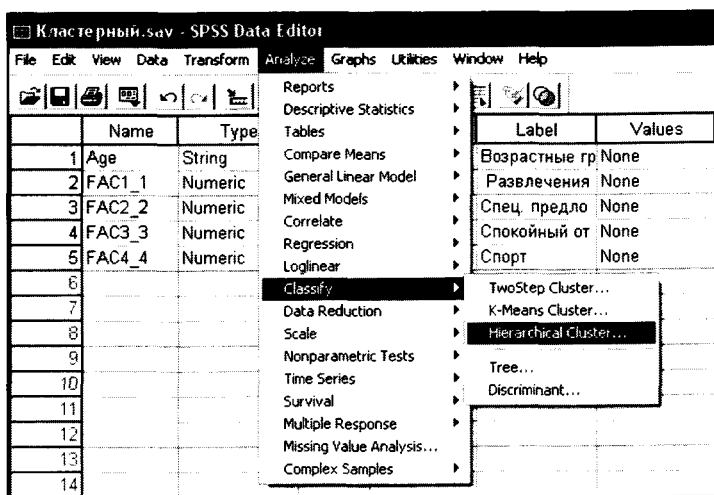 Кластерный.sav - SPSS Data Editor
File Edit View Data Transform Analyze Graphs Utilities Window Help
Name Type Label Values
1 Age String Возрастные гр None
2 FAC1_1 Numeric Развлечения None
3 FAC2_2 Numeric Спец. предло None
4 FAC3_3 Numeric Спокойный от None
5 FAC4_4 Numeric Спорт None
6
7
8
9
10
11
12
13
14
Reports
Descriptive Statistics
Tables
Compare Means
General Linear Model
Mixed Models
Correlate
Regression
Loglinear
Classify
Data Reduction
Scale
Nonparametric Tests
Time Series
Survival
Multiple Response
Missing Value Analysis...
Complex Samples
TwoStep Cluster...
K-Means Cluster...
Hierarchical Cluster...
Tree...
Discriminant...